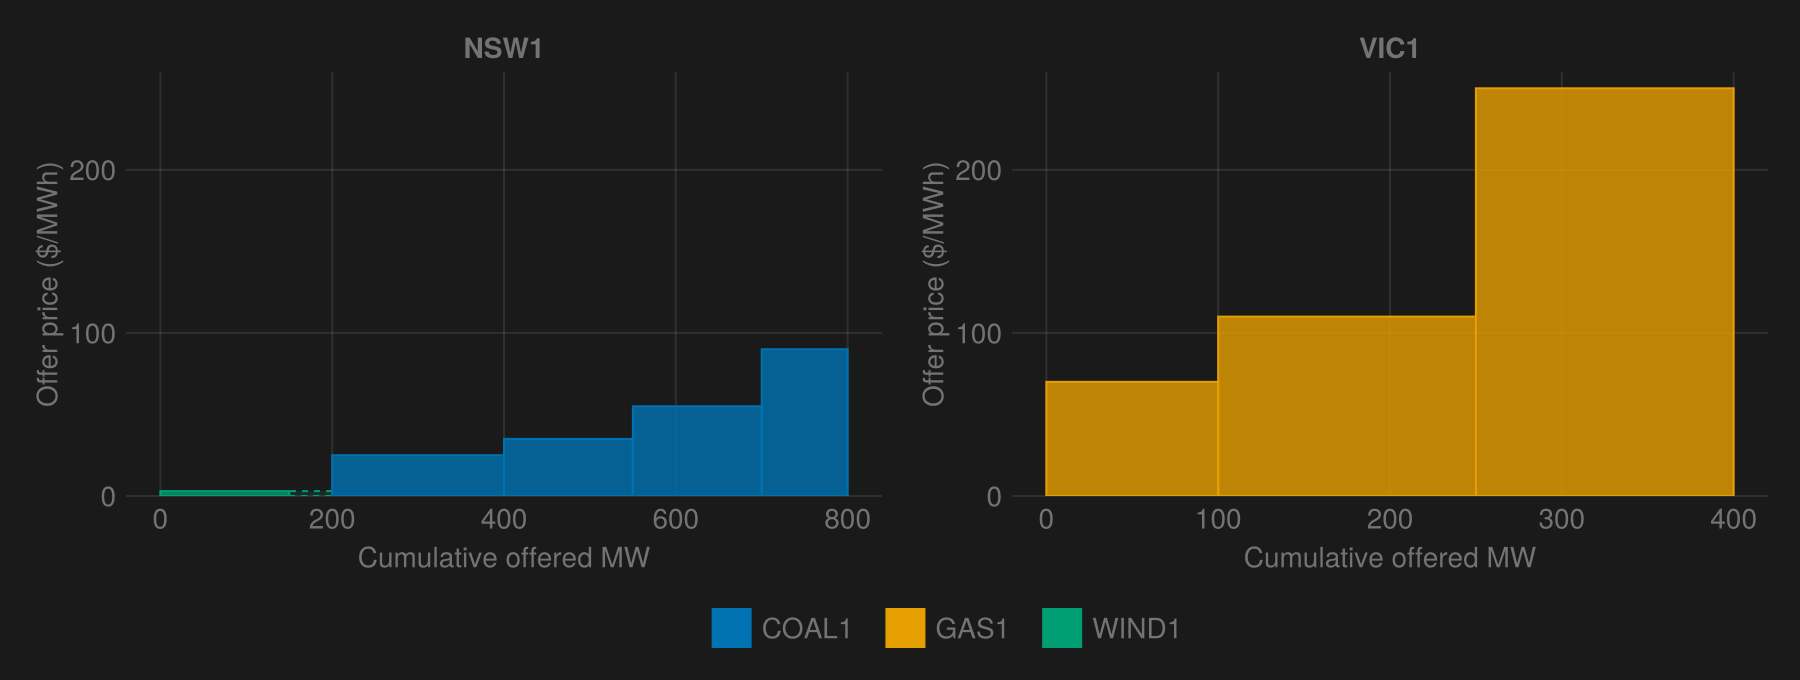 NSW1
VIC1
Offer price ($/MWh)
200
100
0
0 200 400 600 800
Cumulative offered MW
Offer price ($/MWh)
200
100
0
0 100 200 300 400
Cumulative offered MW
COAL1 GAS1 WIND1